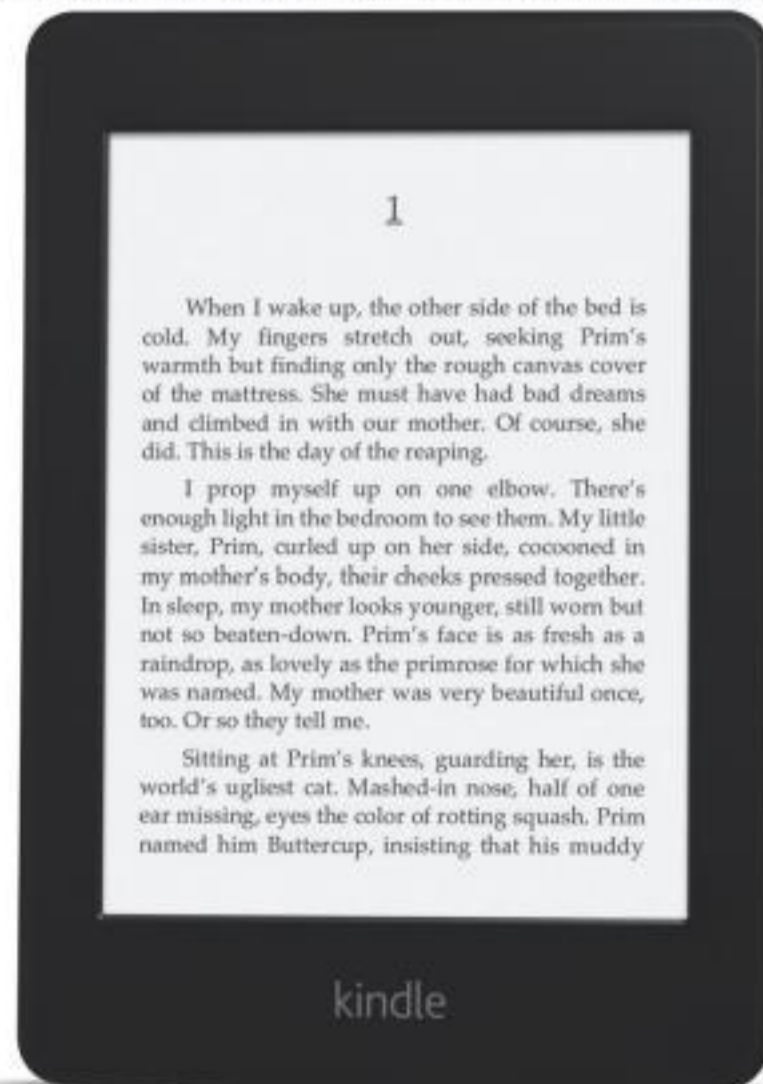 1
When I wake up, the other side of the bed is
cold. My fingers stretch out, seeking Prim's
warmth but finding only the rough canvas cover
of the mattress. She must have had bad dreams
and climbed in with our mother. Of course, she
did. This is the day of the reaping.
I prop myself up on one elbow. There's
enough light in the bedroom to see them. My little
sister, Prim, curled up on her side, cocooned in
my mother's body, their cheeks pressed together.
In sleep, my mother looks younger, still worn but
not so beaten-down. Prim's face is as fresh as a
raindrop, as lovely as the primrose for which she
was named. My mother was very beautiful once,
too. Or so they tell me.
Sitting at Prim's knees, guarding her, is the
world's ugliest cat. Mashed-in nose, half of one
ear missing, eyes the color of rotting squash. Prim
named him Buttercup, insisting that his muddy
kindle